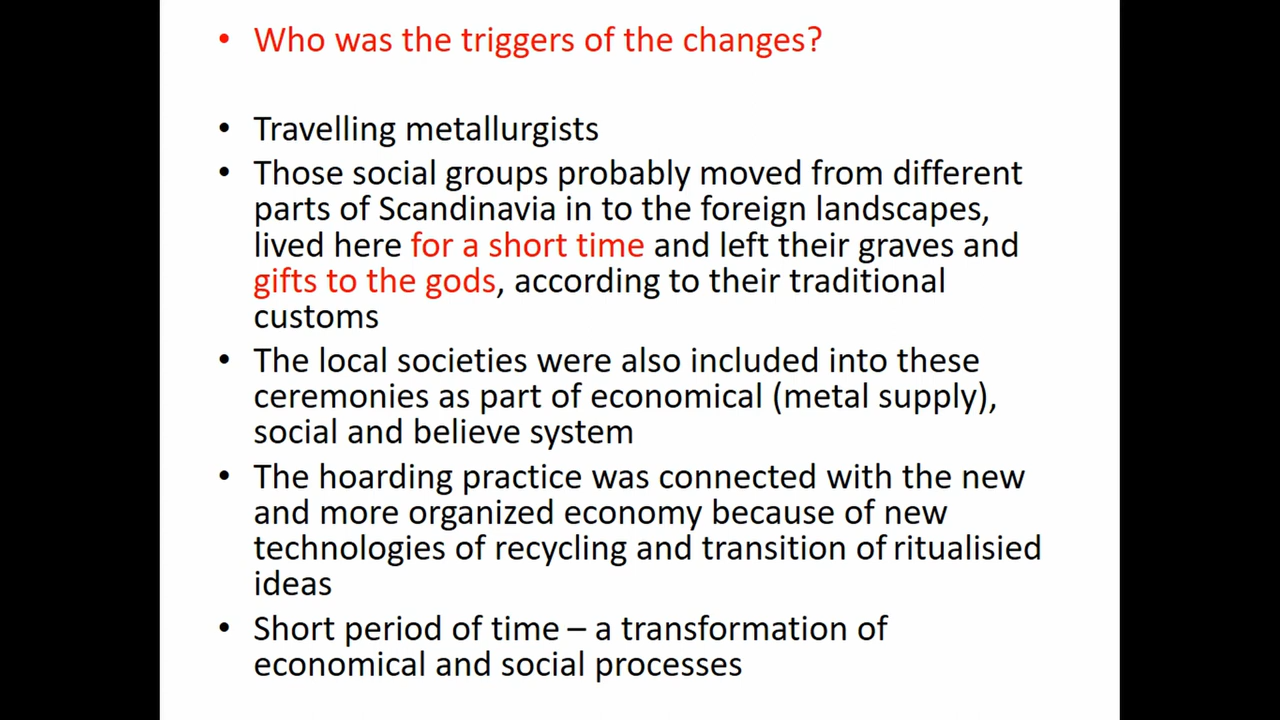 • Who was the triggers of the changes?
• Travelling metallurgists
• Those social groups probably moved from different
parts of Scandinavia in to the foreign landscapes,
lived here for a short time and left their graves and
gifts to the gods, according to their traditional
customs
• The local societies were also included into these
ceremonies as part of economical (metal supply),
social and believe system
• The hoarding practice was connected with the new
and more organized economy because of new
technologies of recycling and transition of ritualisied
ideas
• Short period of time – a transformation of
economical and social processes